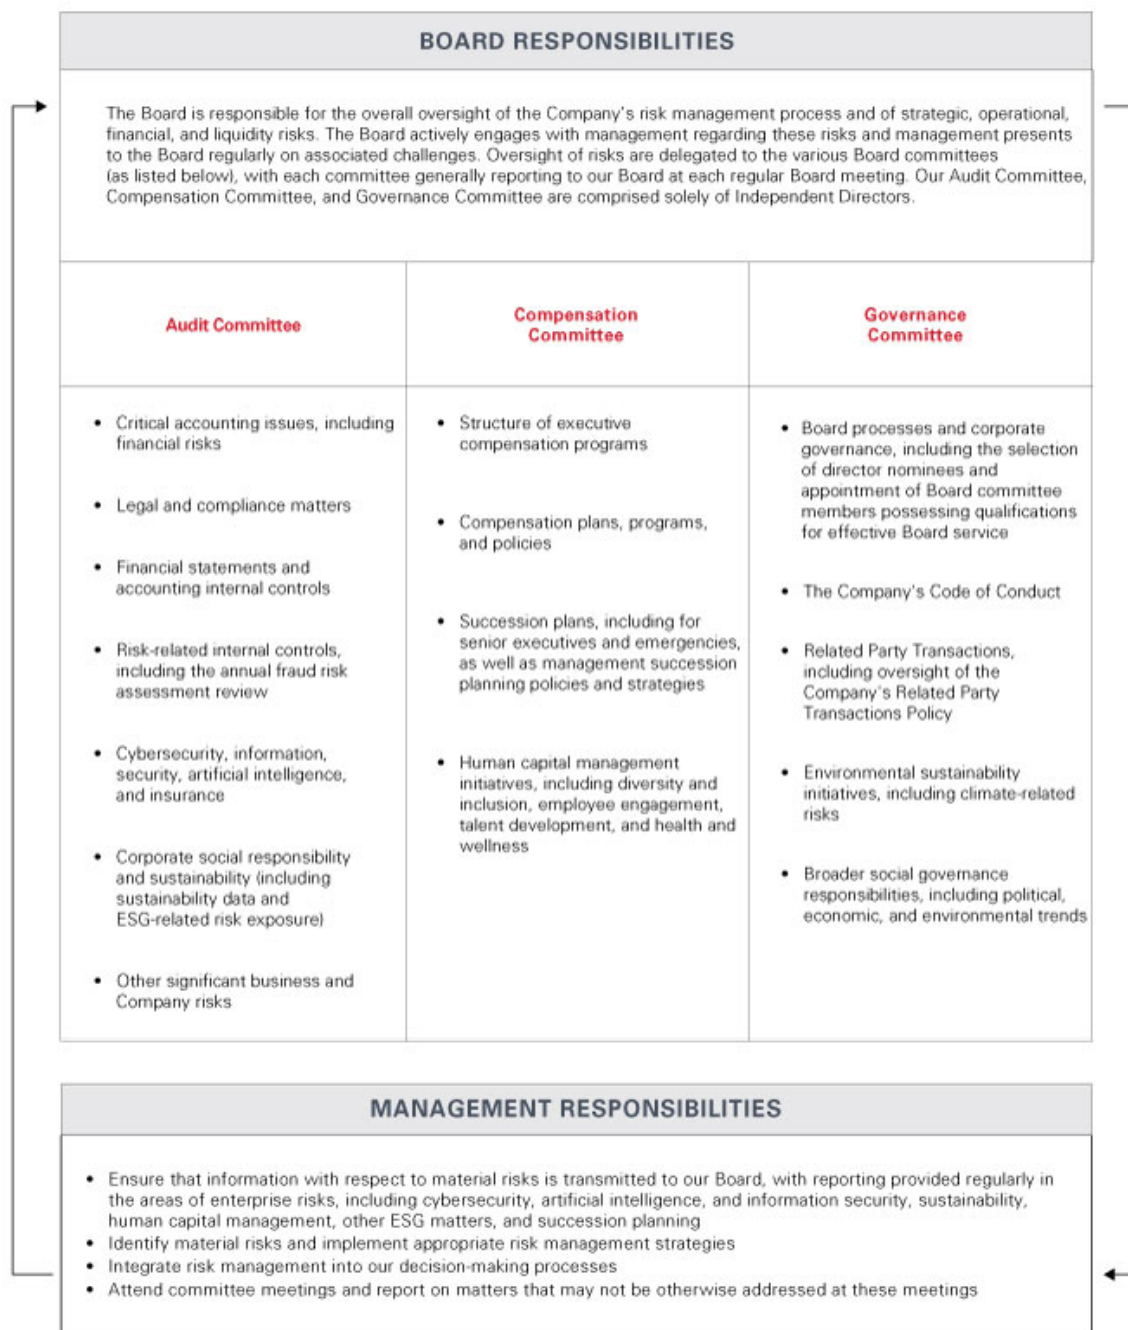 BOARD RESPONSIBILITIES
The Board is responsible for the overall oversight of the Company's risk management process and of strategic, operational,
financial, and liquidity risks. The Board actively engages with management regarding these risks and management presents
to the Board regularly on associated challenges. Oversight of risks are delegated to the various Board committees
(as listed below), with each committee generally reporting to our Board at each regular Board meeting. Our Audit Committee,
Compensation Committee, and Governance Committee are comprised solely of Independent Directors.
Audit Committee
• Critical accounting issues, including
financial risks
• Legal and compliance matters
• Financial statements and
accounting internal controls
• Risk-related internal controls,
including the annual fraud risk
assessment review
• Cybersecurity, information,
security, artificial intelligence,
and insurance
• Corporate social responsibility
and sustainability (including
sustainability data and
ESG-related risk exposure)
• Other significant business and
Company risks
Compensation
Committee
• Structure of executive
compensation programs
• Compensation plans, programs,
and policies
• Succession plans, including for
senior executives and emergencies,
as well as management succession
planning policies and strategies
• Human capital management
initiatives, including diversity and
inclusion, employee engagement,
talent development, and health and
wellness
Governance
Committee
• Board processes and corporate
governance, including the selection
of director nominees and
appointment of Board committee
members possessing qualifications
for effective Board service
• The Company's Code of Conduct
• Related Party Transactions,
including oversight of the
Company's Related Party
Transactions Policy
• Environmental sustainability
initiatives, including climate-related
risks
• Broader social governance
responsibilities, including political,
economic, and environmental trends
MANAGEMENT RESPONSIBILITIES
• Ensure that information with respect to material risks is transmitted to our Board, with reporting provided regularly in
the areas of enterprise risks, including cybersecurity, artificial intelligence, and information security, sustainability,
human capital management, other ESG matters, and succession planning
• Identify material risks and implement appropriate risk management strategies
• Integrate risk management into our decision-making processes
• Attend committee meetings and report on matters that may not be otherwise addressed at these meetings